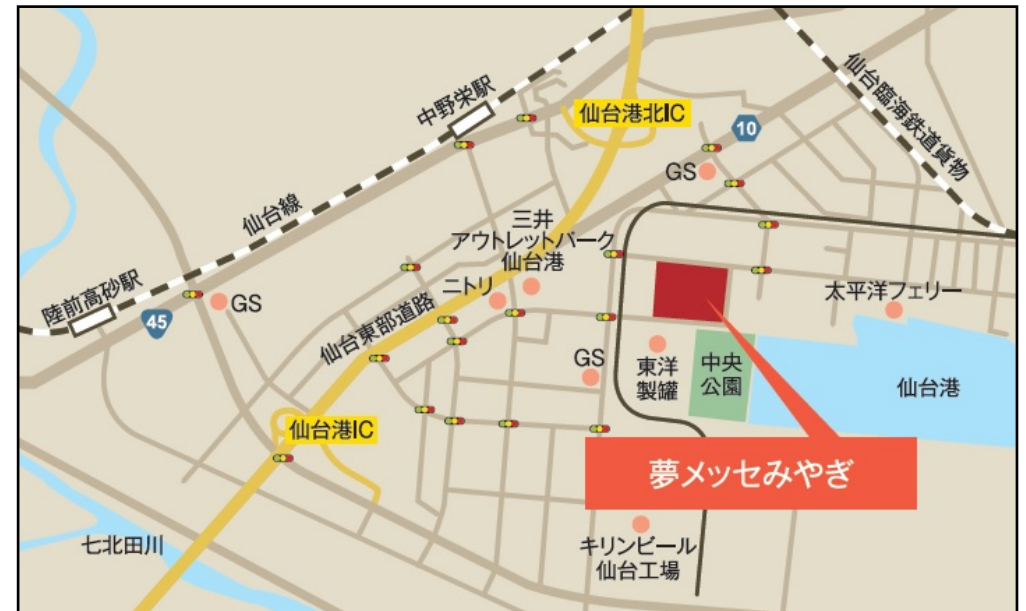 中野栄駅
仙台港北IC
仙台臨海鉄道貨物
10
GS
仙台線
三井
アウトレットパーク
仙台港
ニトリ
陸前高砂駅
GS
45
太平洋フェリー
仙台東部道路
GS
東洋
製罐
中央
公園
仙台港
仙台港IC
夢メッセみやぎ
七北田川
キリンビール
仙台工場